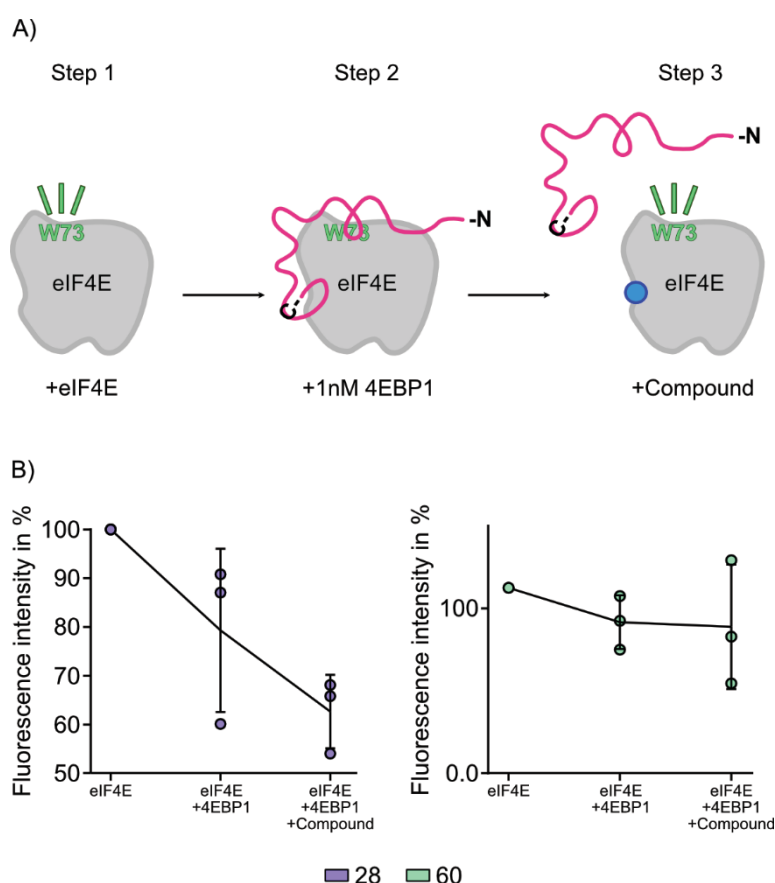 A)
Step 1
Step 2
Step 3
W73
eIF4E
+eIF4E
-N
W73
eIF4E
C
+1nM 4EBP1
-N
C
W73
eIF4E
+Compound
B)
Fluorescence intensity in %
100
90
80
70
60
50
eIF4E
eIF4E
+4EBP1
eIF4E
+4EBP1
+Compound
Fluorescence intensity in %
100
0.0
eIF4E
eIF4E
+4EBP1
eIF4E
+4EBP1
+Compound
28
60